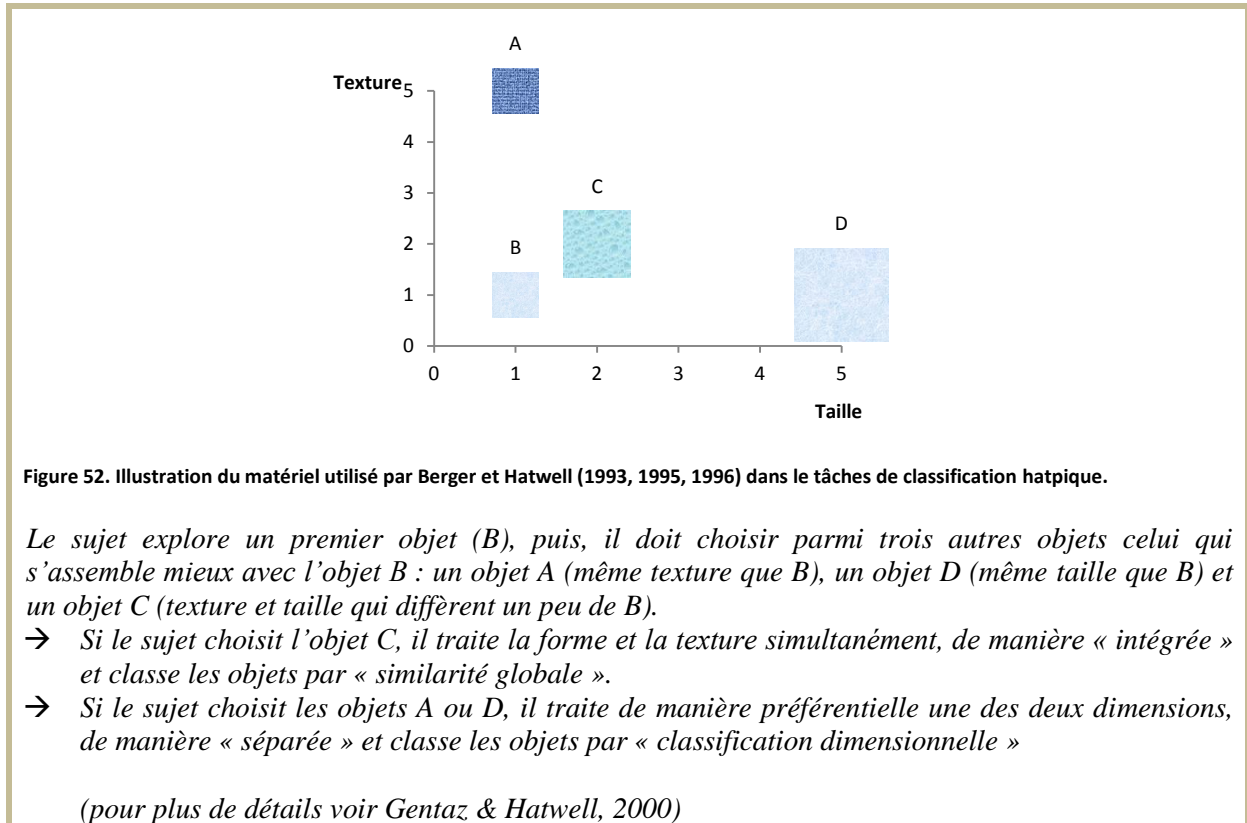 A
Texture
5
4
3
C
D
2
B
1
0
0 1 2 3 4 5
Taille
Figure 52. Illustration du matériel utilisé par Berger et Hatwell (1993, 1995, 1996) dans le tâches de classification hatpique.
Le sujet explore un premier objet (B), puis, il doit choisir parmi trois autres objets celui qui
s’assemble mieux avec l’objet B : un objet A (même texture que B), un objet D (même taille que B) et
un objet C (texture et taille qui diffèrent un peu de B).
→ Si le sujet choisit l’objet C, il traite la forme et la texture simultanément, de manière « intégrée »
et classe les objets par « similarité globale ».
→ Si le sujet choisit les objets A ou D, il traite de manière préférentielle une des deux dimensions,
de manière « séparée » et classe les objets par « classification dimensionnelle »
(pour plus de détails voir Gentaz & Hatwell, 2000)